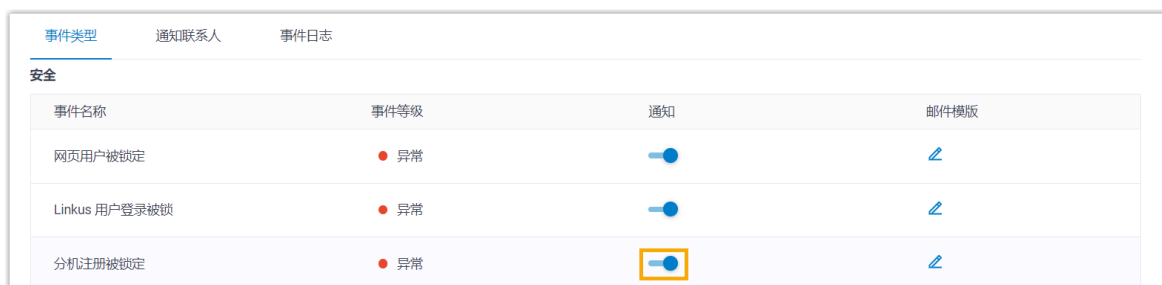 事件类型 通知联系人 事件日志
安全
事件名称 事件等级 通知 邮件模版
网页用户被锁定 异常
Linkus 用户登录被锁 异常
分机注册被锁定 异常